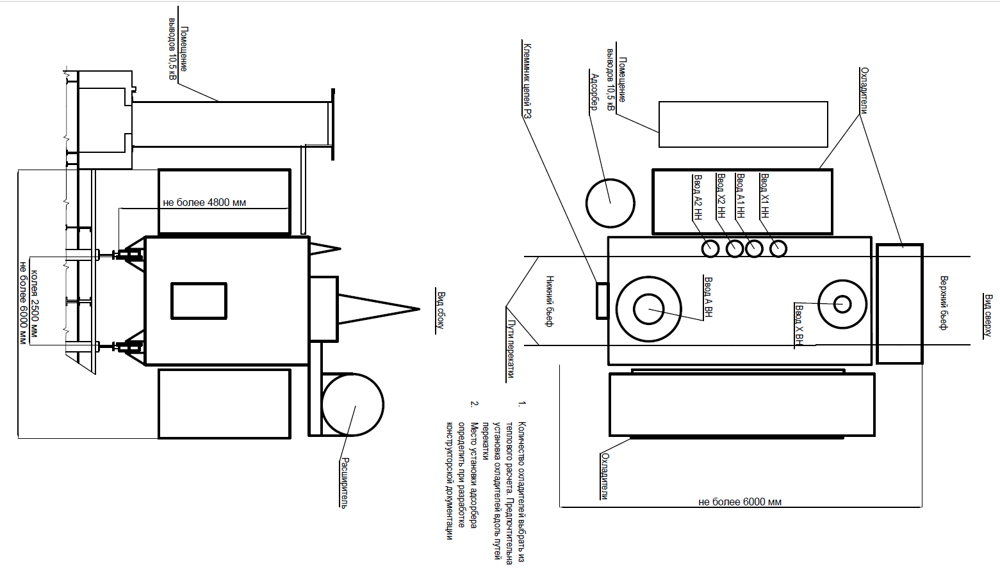 Помещение
выводов 10,5 кВ
не более 4800 мм
колея 2500 мм
не более 6000 мм
Вид сбоку
Расширитель
Клеммник цепей РЗ
Адсорбер
Помещение
выводов 10,5 кВ
Охладители
Ввод А2 НН
Ввод Х2 НН
Ввод А1 НН
Ввод Х1 НН
Ввод А ВН
Ввод Х ВН
Нижний бьеф
Верхний бьеф
Вид сверху
Пути перекатки
Охладители
не более 6000 мм
1. Количество охладителей выбрать из
теплового расчета. Предпочтительна
установка охладителей вдоль путей
перекатки
2. Место установки адсорбера
определить при разработке
конструкторской документации